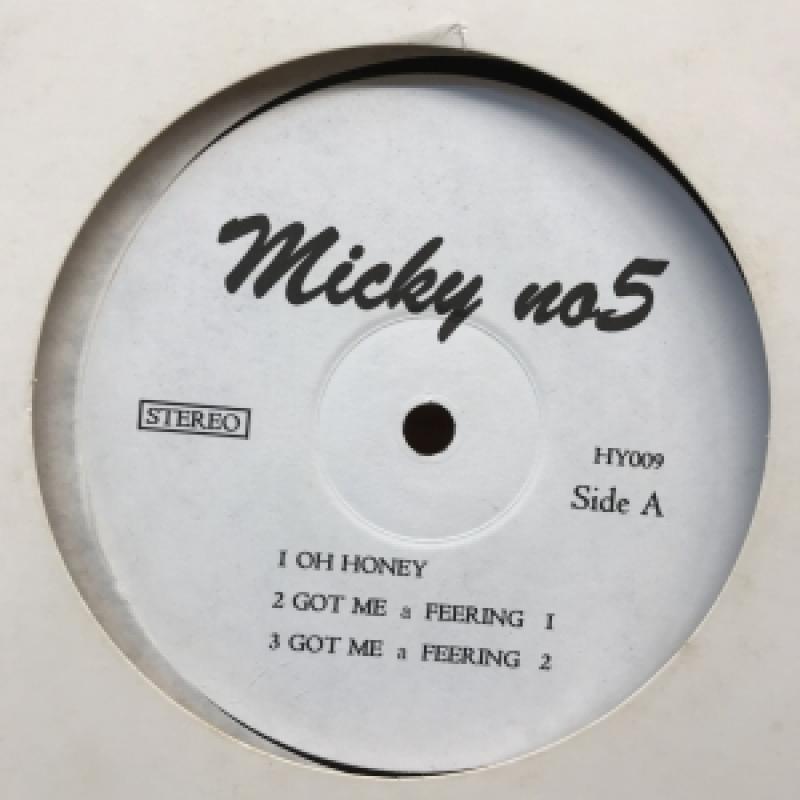 Micky no5
STEREO
HY009
Side A
1 OH HONEY
2 GOT ME a FEERING 1
3 GOT ME a FEERING 2